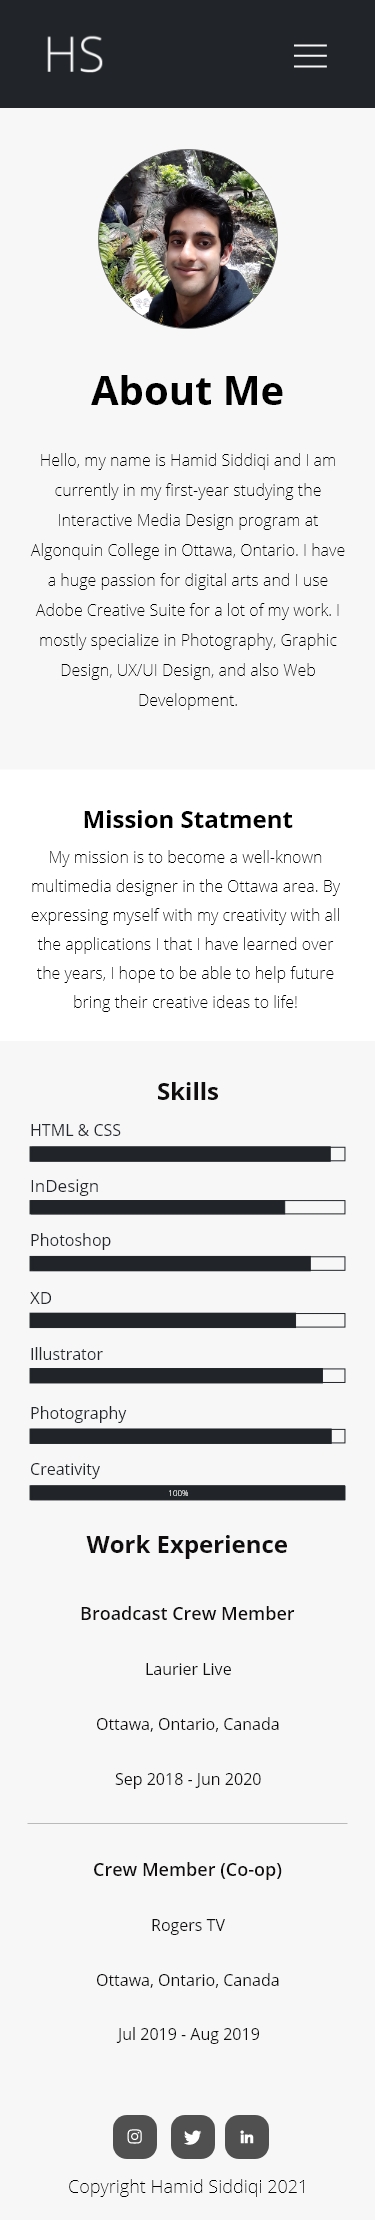 HS
About Me
Hello, my name is Hamid Siddiqi and I am
currently in my first-year studying the
Interactive Media Design program at
Algonquin College in Ottawa, Ontario. I have
a huge passion for digital arts and I use
Adobe Creative Suite for a lot of my work. I
mostly specialize in Photography, Graphic
Design, UX/UI Design, and also Web
Development.
Mission Statment
My mission is to become a well-known
multimedia designer in the Ottawa area. By
expressing myself with my creativity with all
the applications I that I have learned over
the years, I hope to be able to help future
bring their creative ideas to life!
Skills
HTML & CSS
InDesign
Photoshop
XD
Illustrator
Photography
Creativity
100%
Work Experience
Broadcast Crew Member
Laurier Live
Ottawa, Ontario, Canada
Sep 2018 - Jun 2020
Crew Member (Co-op)
Rogers TV
Ottawa, Ontario, Canada
Jul 2019 - Aug 2019
in
Copyright Hamid Siddiqi 2021